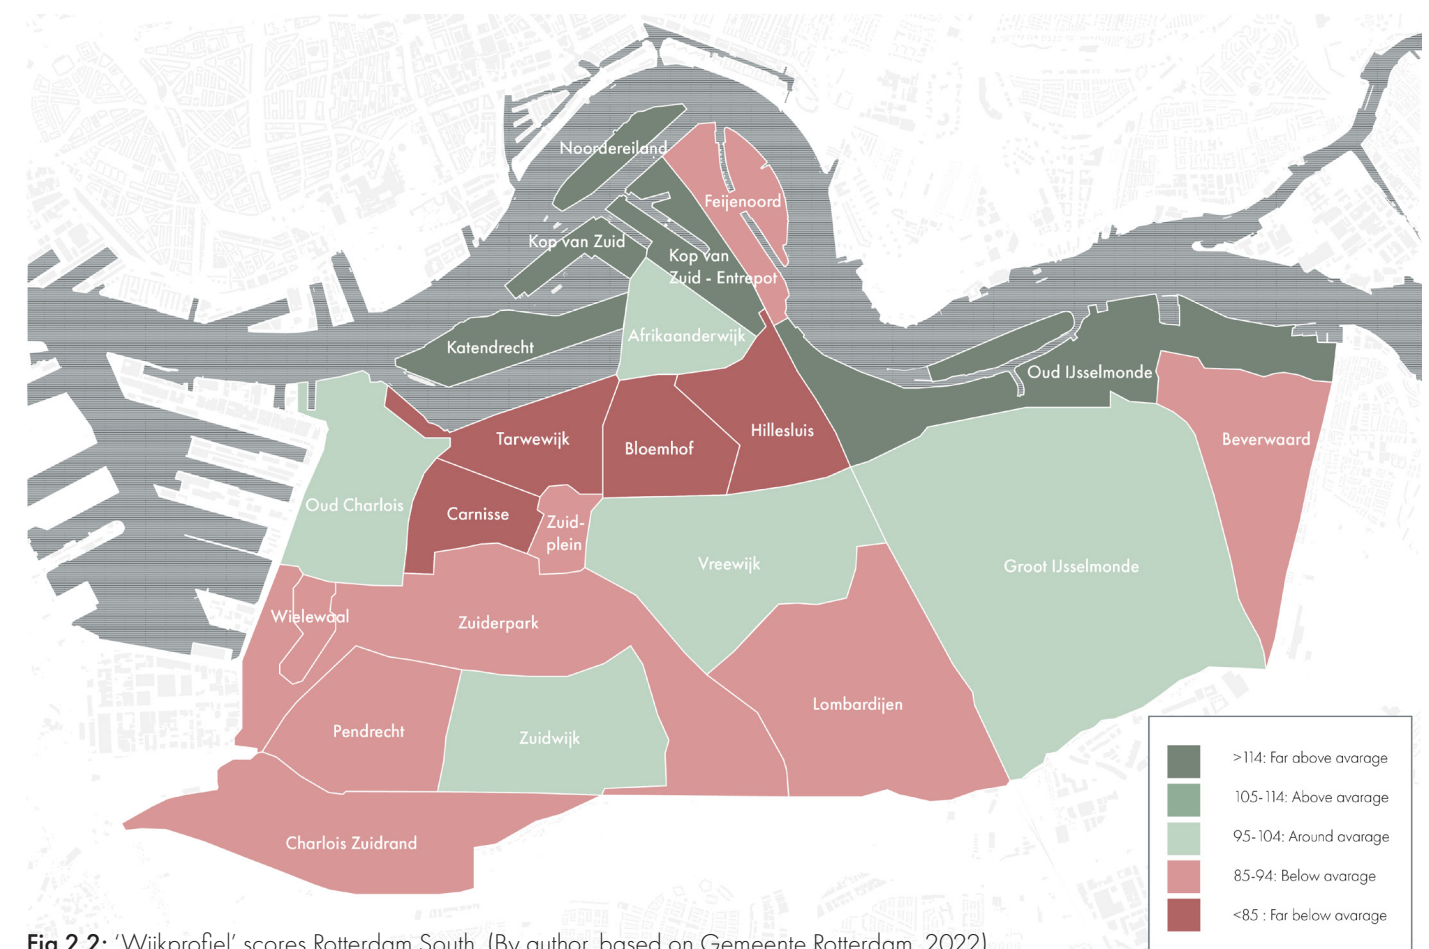 Noordereiland
Feijenoord
Kop van Zuid
Kop van
Zuid - Entrepot
Afrikaanderwijk
Katendrecht
Oud IJsselmonde
Tarwewijk
Bloemhof
Hillesluis
Beverwaard
Oud Charlois
Carnisse
Zuid-
plein
Vreewijk
Groot IJsselmonde
Wielewaal
Zuiderpark
Lombardijen
Pendrecht
Zuidwijk
Charlois Zuidrand
>114: Far above avarage
105-114: Above avarage
95-104: Around avarage
85-94: Below avarage
<85 : Far below avarage
Fig 2.2: ‘Wijkprofiel’ scores Rotterdam South. (By author, based on Gemeente Rotterdam, 2022)